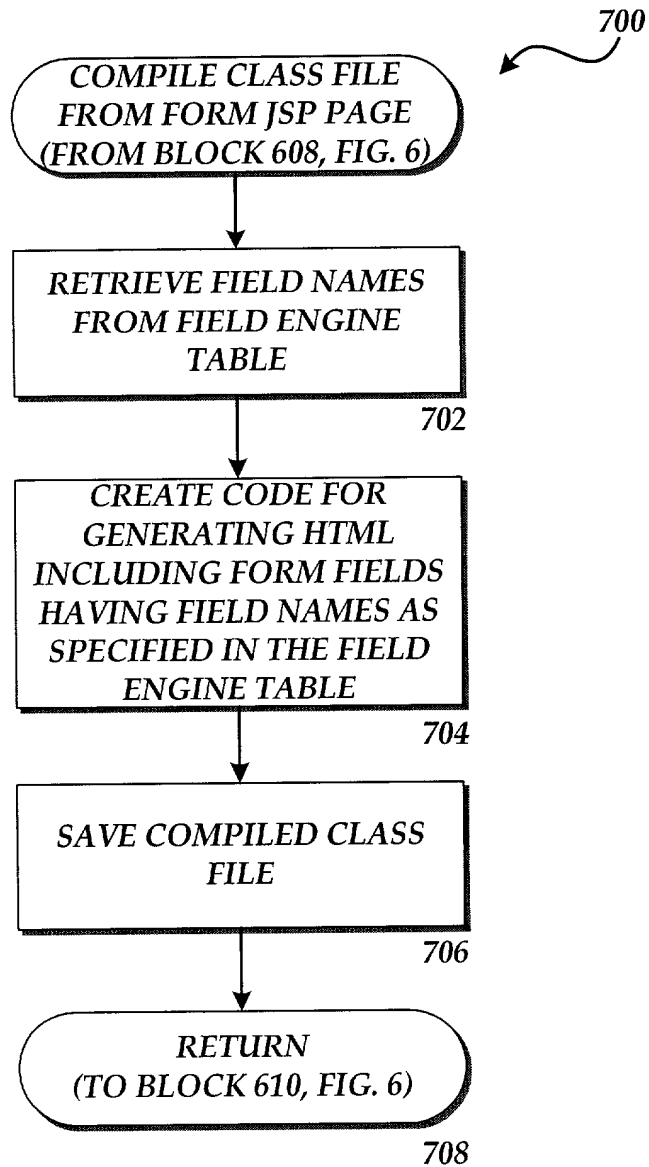 700
COMPILE CLASS FILE
FROM FORM JSP PAGE
(FROM BLOCK 608, FIG. 6)
RETRIEVE FIELD NAMES
FROM FIELD ENGINE
TABLE
702
CREATE CODE FOR
GENERATING HTML
INCLUDING FORM FIELDS
HAVING FIELD NAMES AS
SPECIFIED IN THE FIELD
ENGINE TABLE
704
SAVE COMPILED CLASS
FILE
706
RETURN
(TO BLOCK 610, FIG. 6)
708